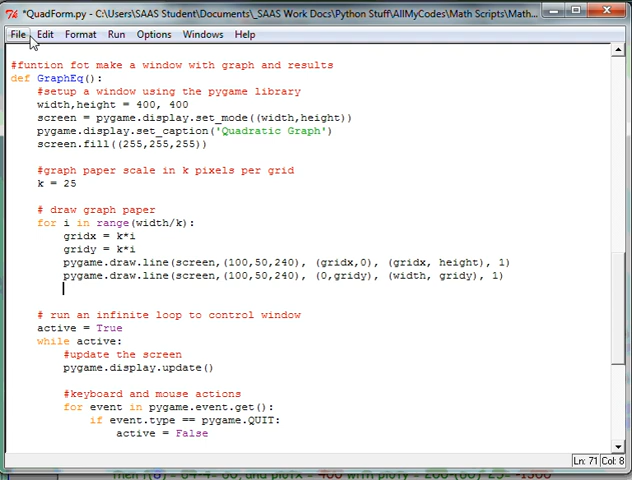 *QuadForm.py - C:\Users\SAAS Student\Documents\_SAAS Work Docs\Python Stuff\AllMyCodes\Math Scripts\Math...
File Edit Format Run Options Windows Help
#funtion fot make a window with graph and results
def GraphEq():
    #setup a window using the pygame library
    width,height = 400, 400
    screen = pygame.display.set_mode((width,height))
    pygame.display.set_caption('Quadratic Graph')
    screen.fill((255,255,255))
    #graph paper scale in k pixels per grid
    k = 25
    # draw graph paper
    for i in range(width/k):
        gridx = k*i
        gridy = k*i
        pygame.draw.line(screen,(100,50,240), (gridx,0), (gridx, height), 1)
        pygame.draw.line(screen,(100,50,240), (0,gridy), (width, gridy), 1)
    # run an infinite loop to control window
    active = True
    while active:
        #update the screen
        pygame.display.update()
        #keyboard and mouse actions
        for event in pygame.event.get():
            if event.type == pygame.QUIT:
                active = False
Ln: 71 Col: 8